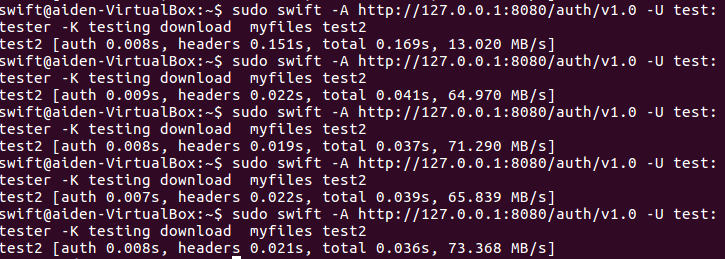 swift@aiden-VirtualBox:~$ sudo swift -A http://127.0.0.1:8080/auth/v1.0 -U test:
tester -K testing download  myfiles test2
test2 [auth 0.008s, headers 0.151s, total 0.169s, 13.020 MB/s]
swift@aiden-VirtualBox:~$ sudo swift -A http://127.0.0.1:8080/auth/v1.0 -U test:
tester -K testing download  myfiles test2
test2 [auth 0.009s, headers 0.022s, total 0.041s, 64.970 MB/s]
swift@aiden-VirtualBox:~$ sudo swift -A http://127.0.0.1:8080/auth/v1.0 -U test:
tester -K testing download  myfiles test2
test2 [auth 0.008s, headers 0.019s, total 0.037s, 71.290 MB/s]
swift@aiden-VirtualBox:~$ sudo swift -A http://127.0.0.1:8080/auth/v1.0 -U test:
tester -K testing download  myfiles test2
test2 [auth 0.007s, headers 0.022s, total 0.039s, 65.839 MB/s]
swift@aiden-VirtualBox:~$ sudo swift -A http://127.0.0.1:8080/auth/v1.0 -U test:
tester -K testing download  myfiles test2
test2 [auth 0.008s, headers 0.021s, total 0.036s, 73.368 MB/s]